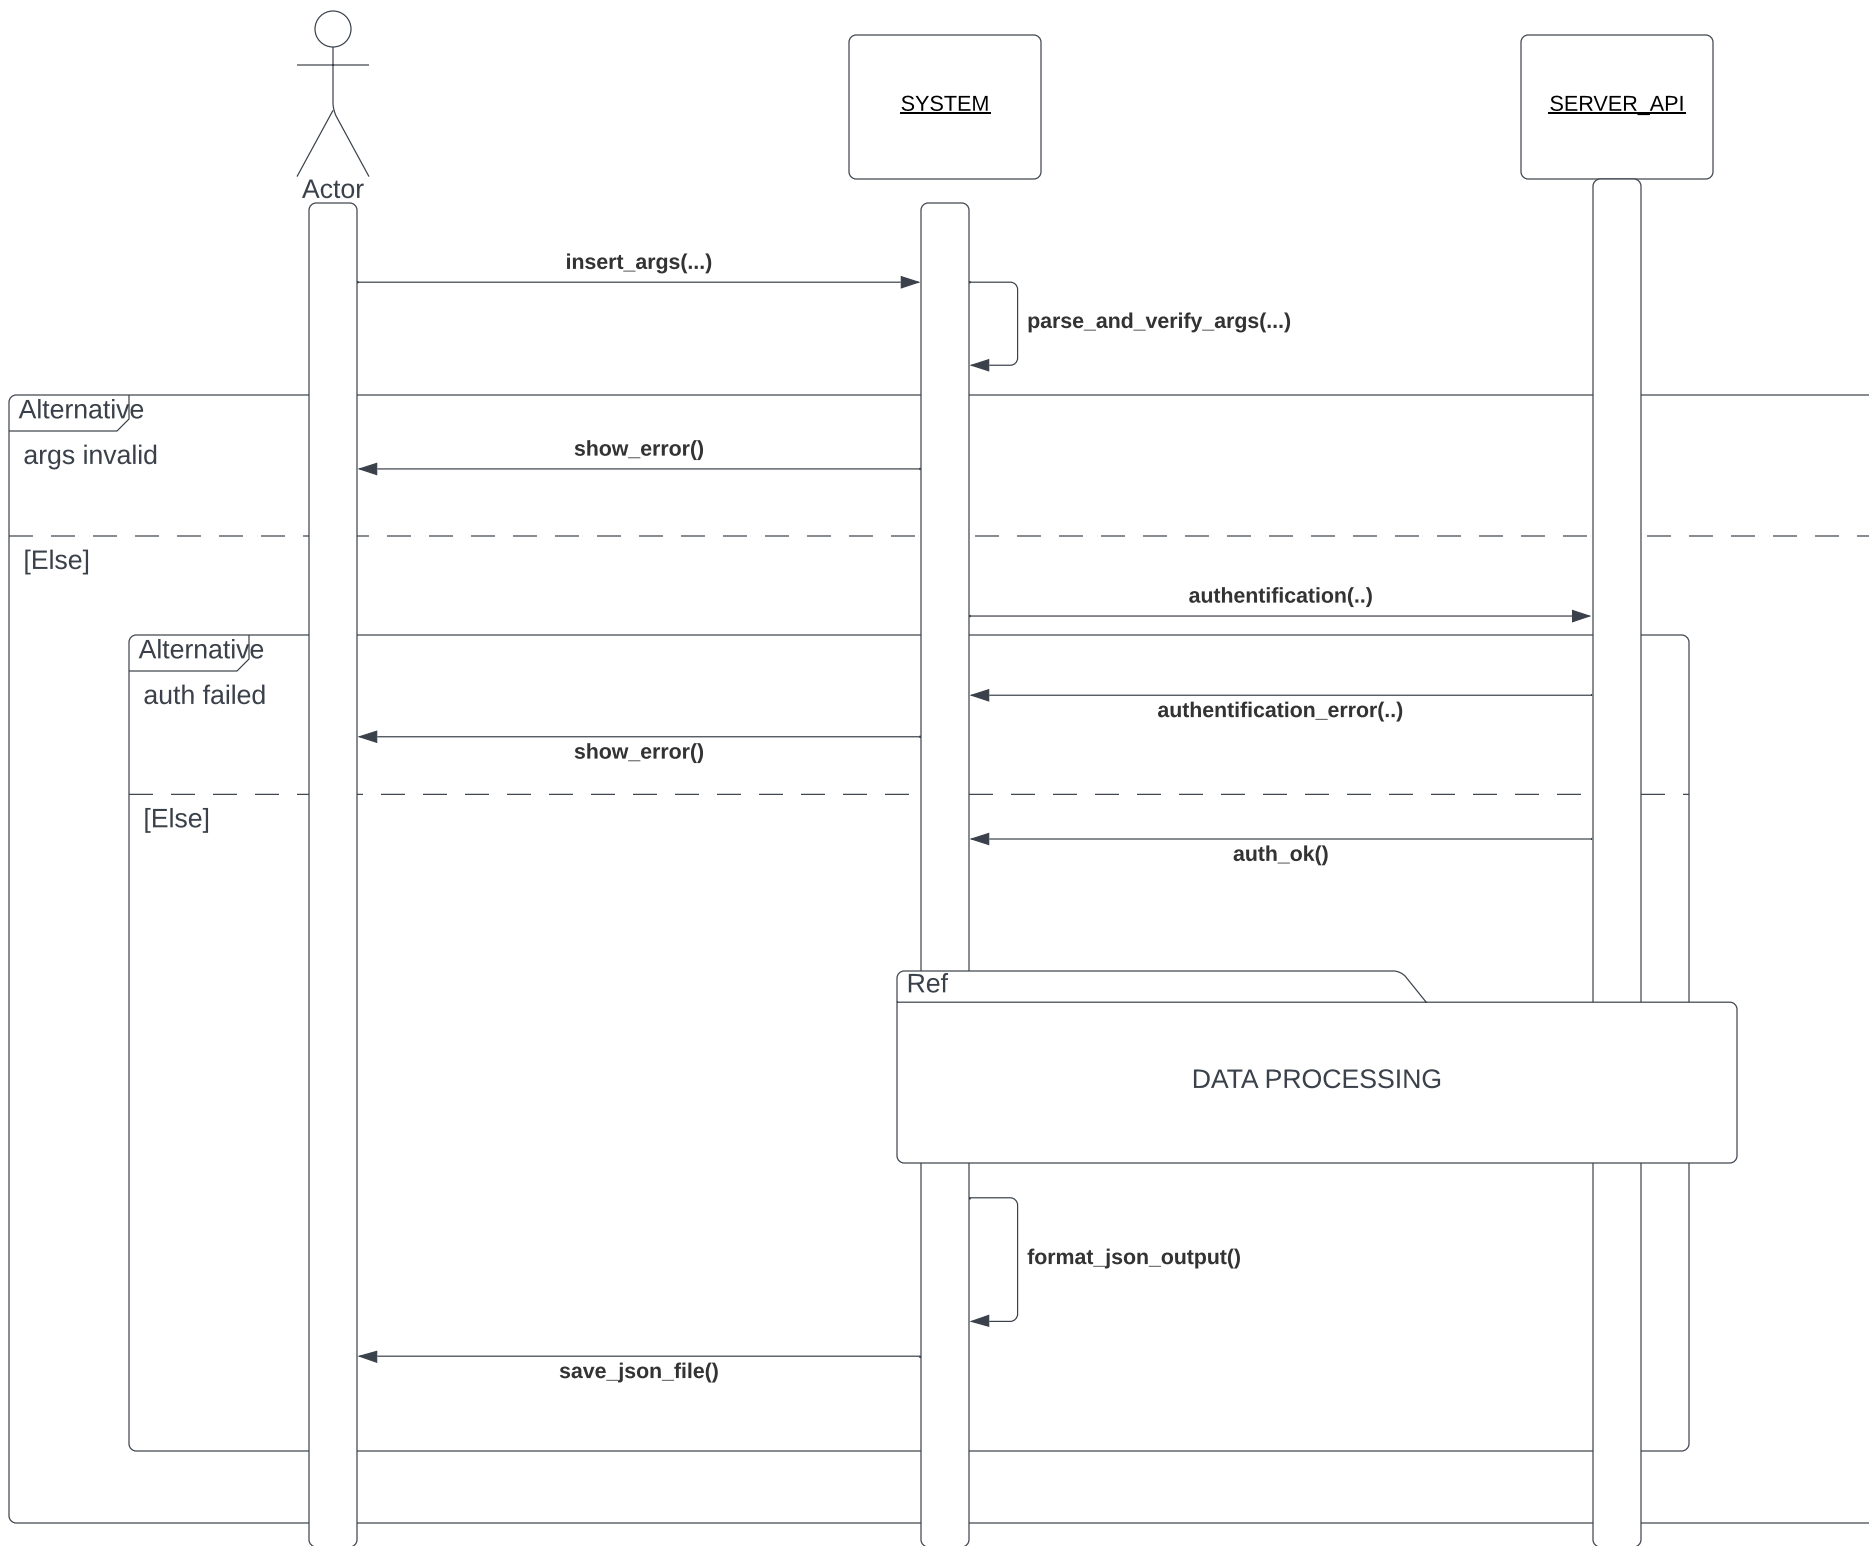 SYSTEM
SERVER_API
Actor
insert_args(...)
parse_and_verify_args(...)
Alternative
args invalid
show_error()
[Else]
authentification(..)
Alternative
auth failed
authentification_error(..)
show_error()
[Else]
auth_ok()
Ref
DATA PROCESSING
format_json_output()
save_json_file()